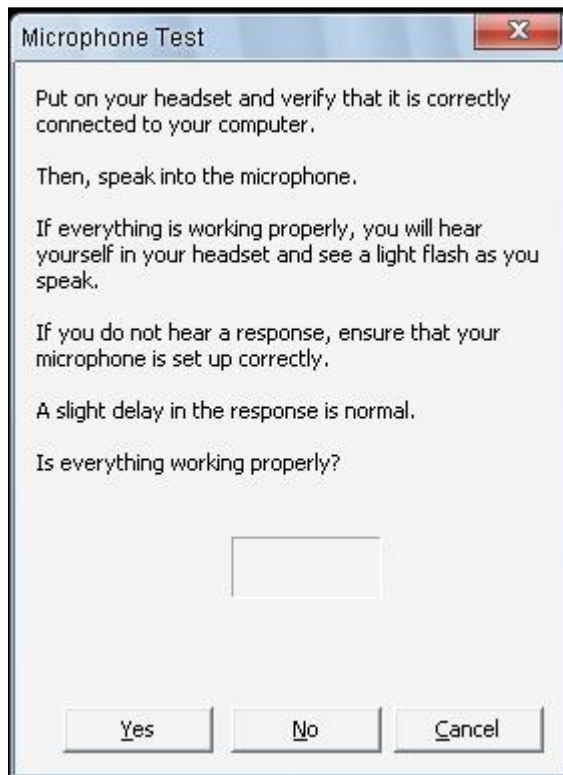 Microphone Test
Put on your headset and verify that it is correctly
connected to your computer.
Then, speak into the microphone.
If everything is working properly, you will hear
yourself in your headset and see a light flash as you
speak.
If you do not hear a response, ensure that your
microphone is set up correctly.
A slight delay in the response is normal.
Is everything working properly?
Yes
No
Cancel